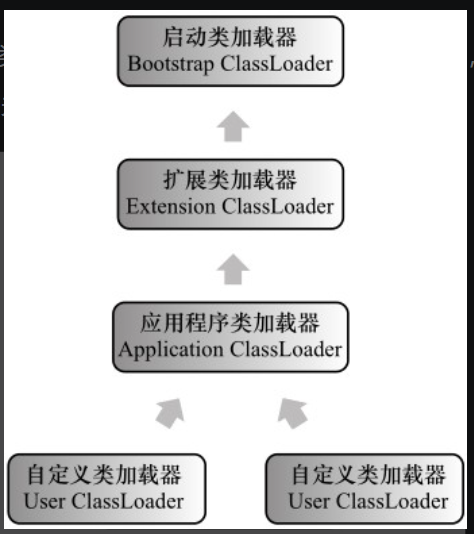 启动类加载器
Bootstrap ClassLoader
扩展类加载器
Extension ClassLoader
应用程序类加载器
Application ClassLoader
自定义类加载器
User ClassLoader
自定义类加载器
User ClassLoader